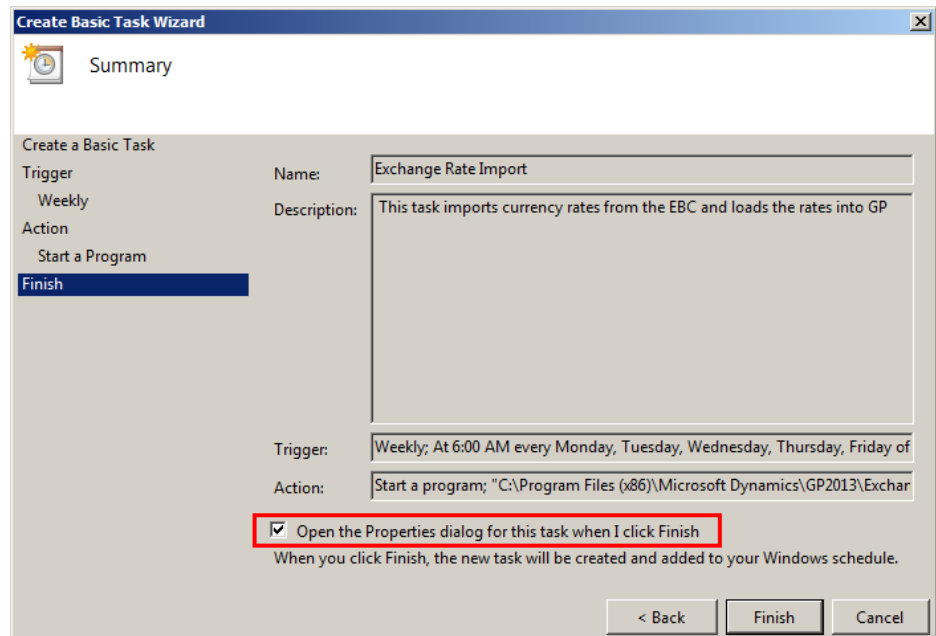 Create Basic Task Wizard
Summary
Create a Basic Task
Trigger
Weekly
Action
Start a Program
Finish
Name:
Exchange Rate Import
Description:
This task imports currency rates from the EBC and loads the rates into GP
Trigger:
Weekly; At 6:00 AM every Monday, Tuesday, Wednesday, Thursday, Friday of
Action:
Start a program; "C:\Program Files (x86)\Microsoft Dynamics\GP2013\Exchar
Open the Properties dialog for this task when I click Finish
When you click Finish, the new task will be created and added to your Windows schedule.
< Back
Finish
Cancel